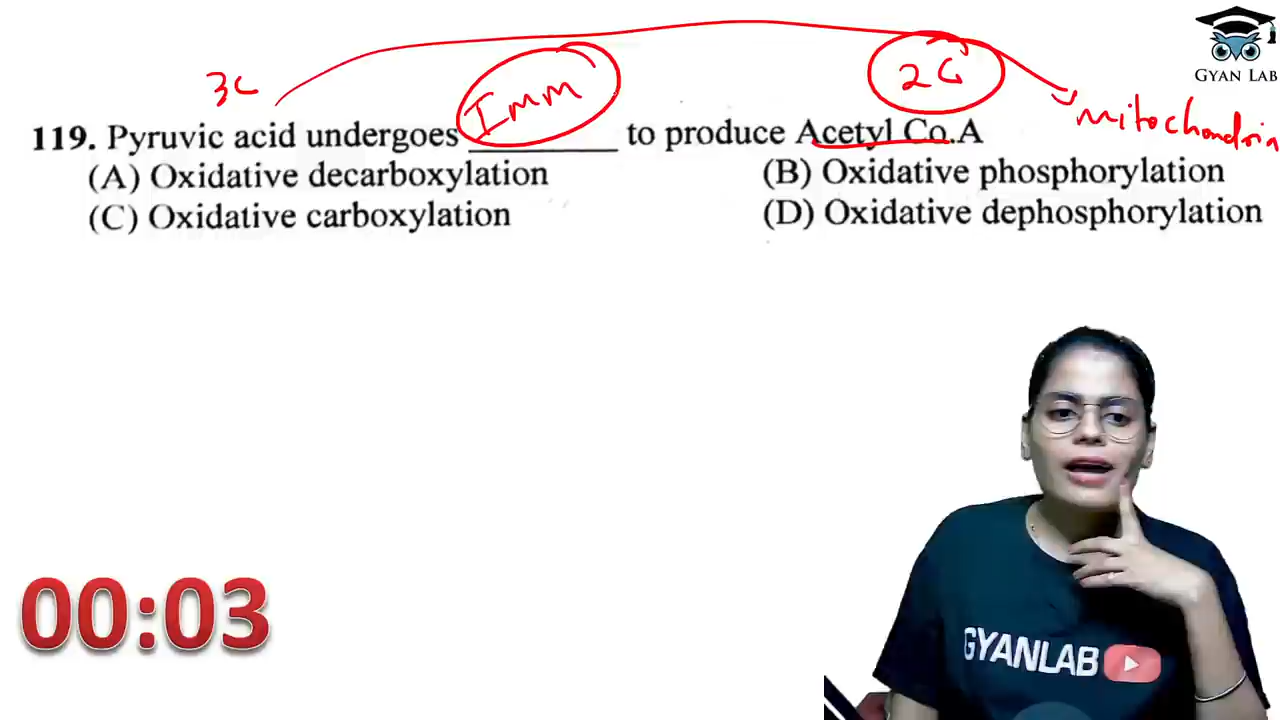 GYAN LAB
3C
Imm
2C
mitochondria
119. Pyruvic acid undergoes ________ to produce Acetyl Co.A
(A) Oxidative decarboxylation
(B) Oxidative phosphorylation
(C) Oxidative carboxylation
(D) Oxidative dephosphorylation
00:03
GYANLAB